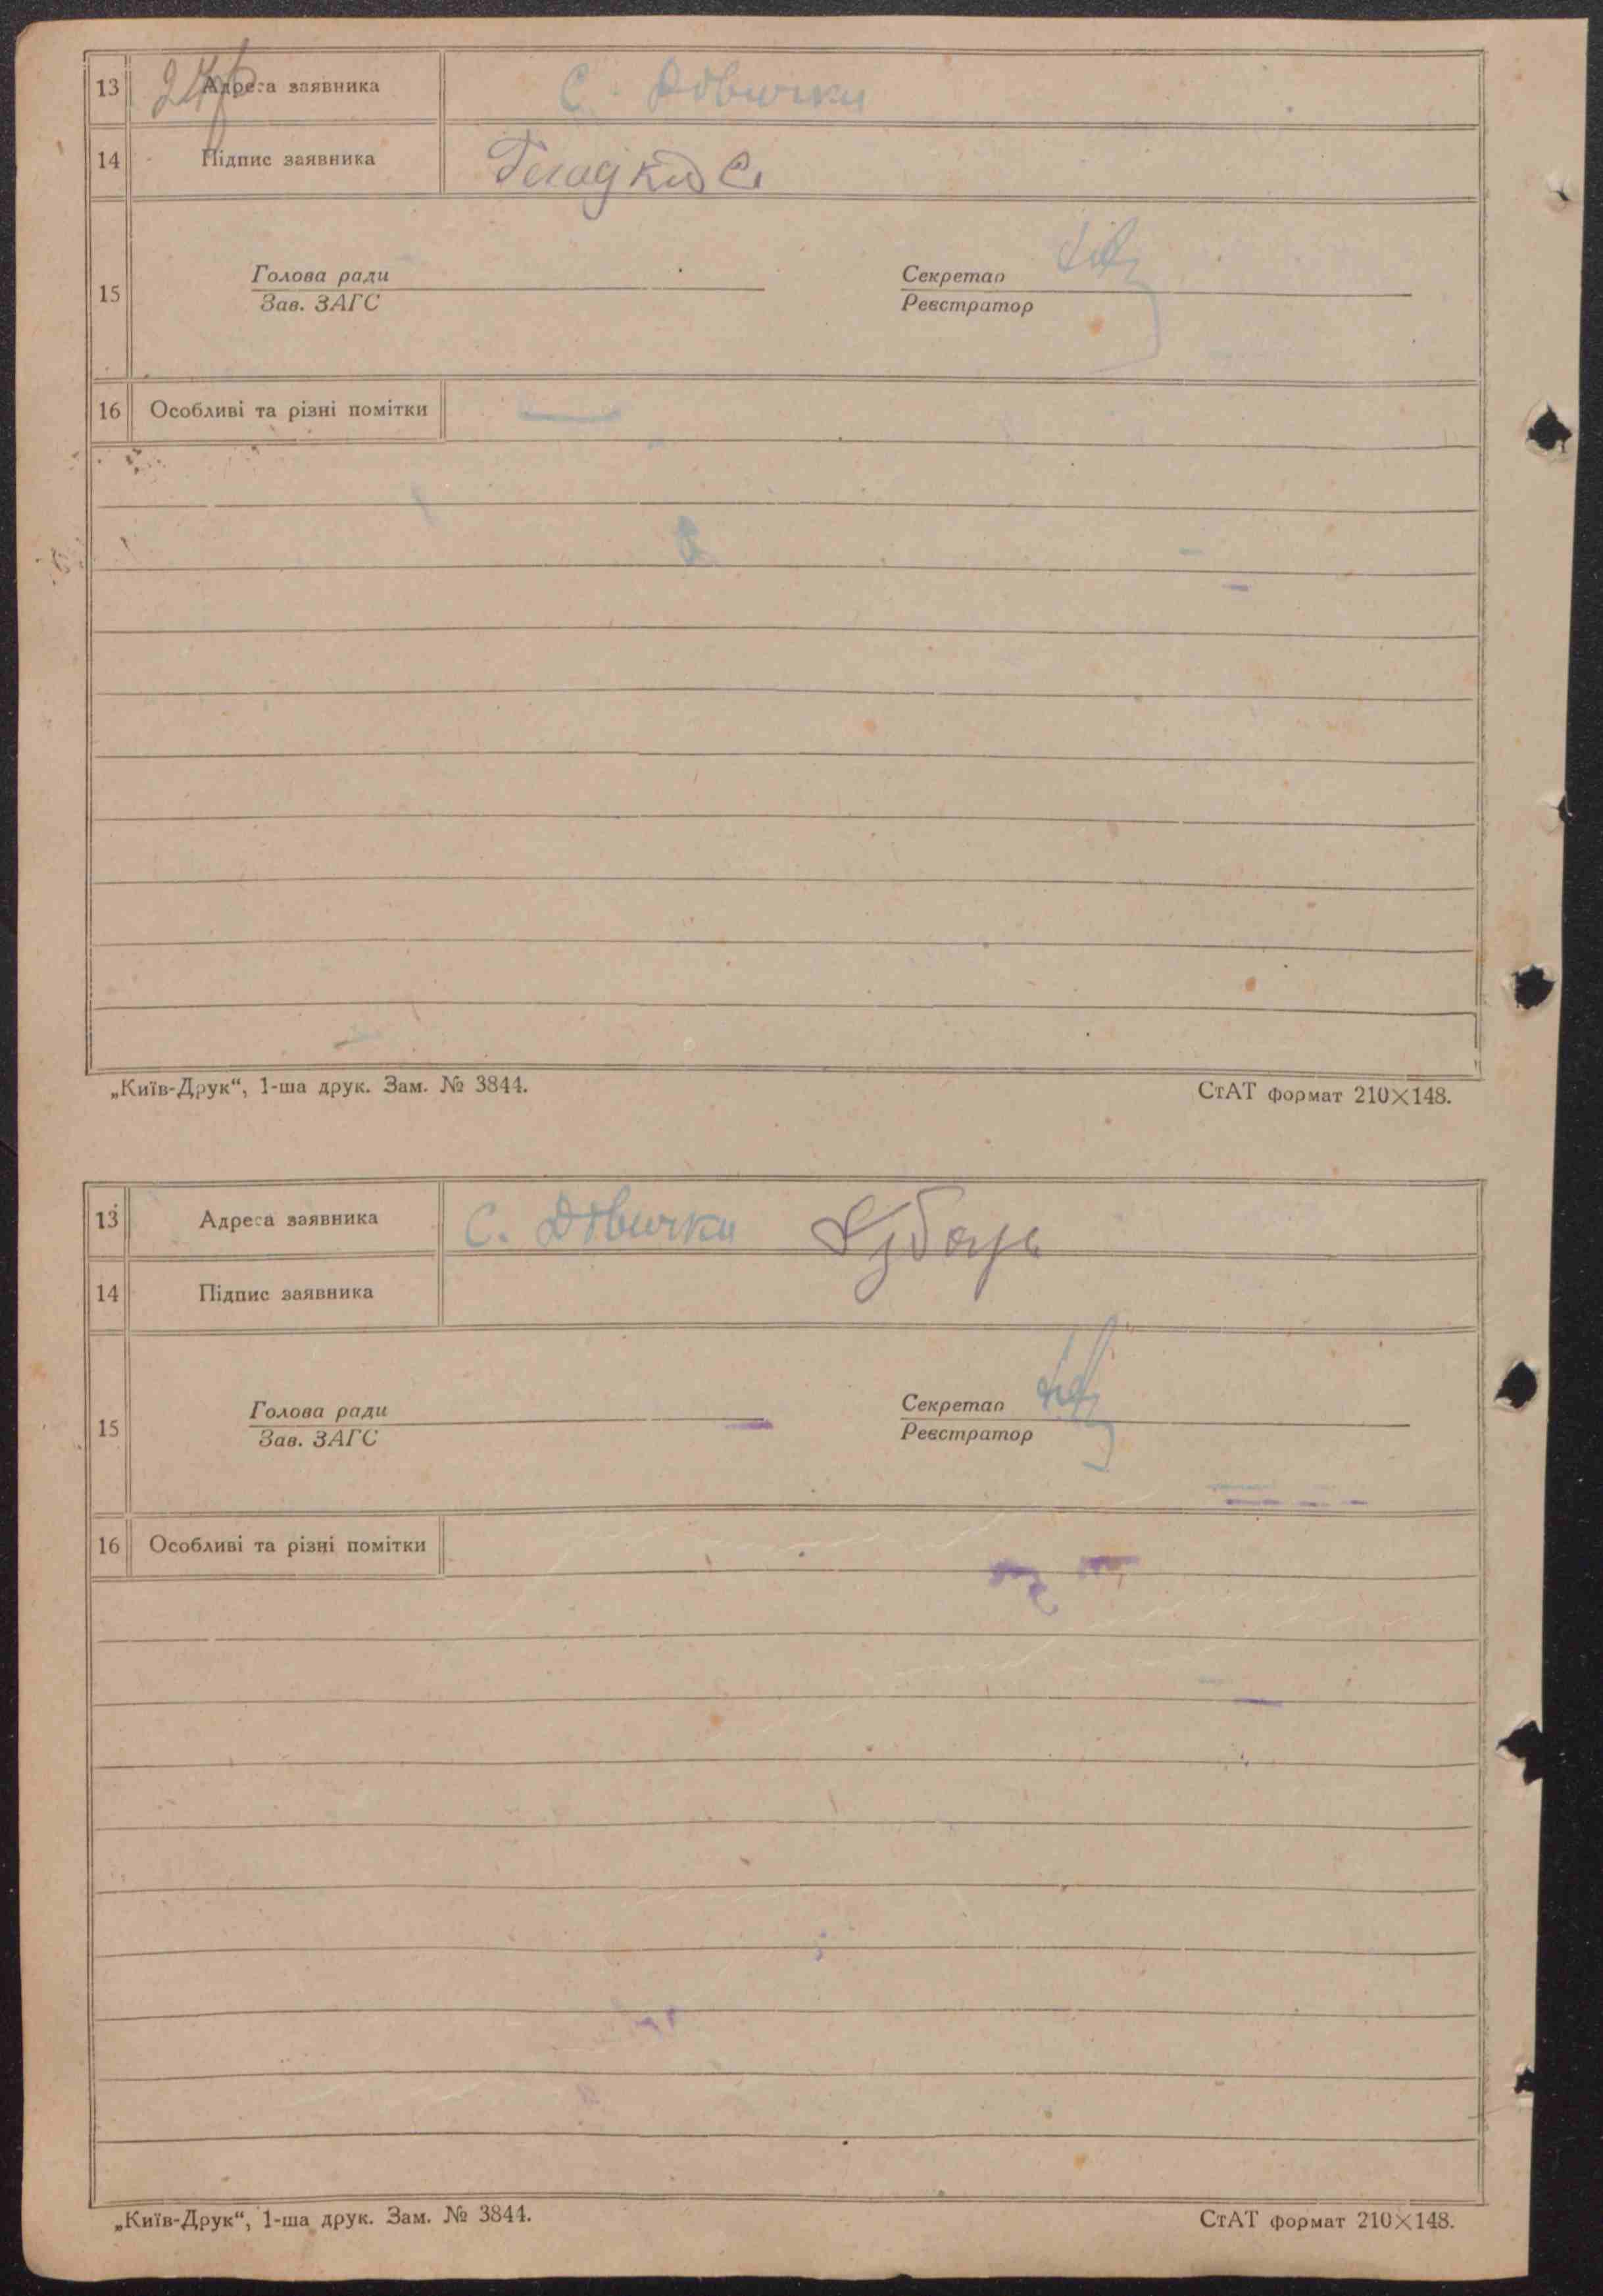 13 Адреса заявника С. Дівички
14 Підпис заявника Гладкий С
15 Голова ради Секретар
Зав. ЗАГС Реєстратор
16 Особливі та різні помітки
„Київ-Друк“, 1-ша друк. Зам. № 3844. СтАТ формат 210×148.
13 Адреса заявника С. Дівички
14 Підпис заявника
15 Голова ради Секретар
Зав. ЗАГС Реєстратор
16 Особливі та різні помітки
„Київ-Друк“, 1-ша друк. Зам. № 3844. СтАТ формат 210×148.